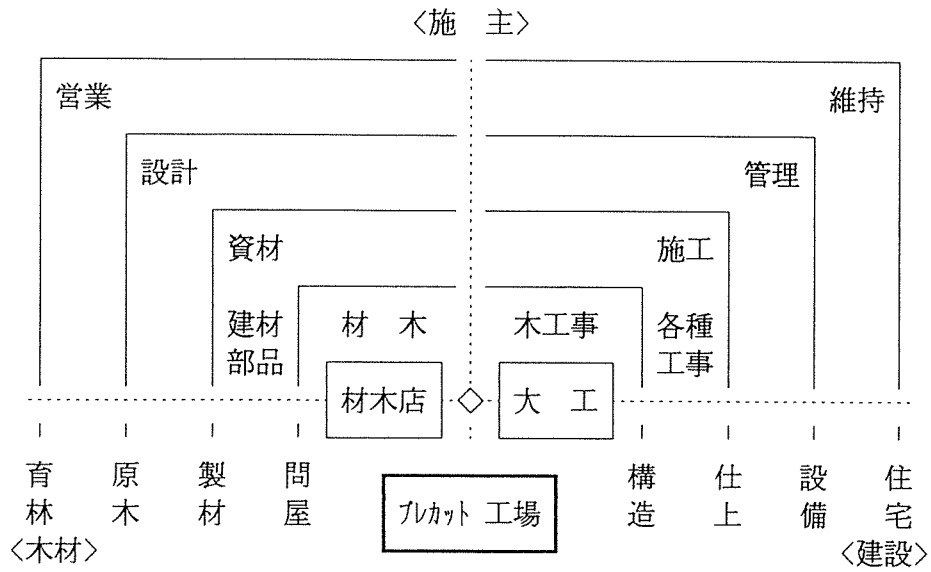 〈施　主〉
営業
維持
設計
管理
資材
施工
建材
部品
材　木
木工事
各種
工事
材木店
大　工
育林
原木
製材
問屋
プレカット 工場
構造
仕上
設備
住宅
〈木材〉
〈建設〉